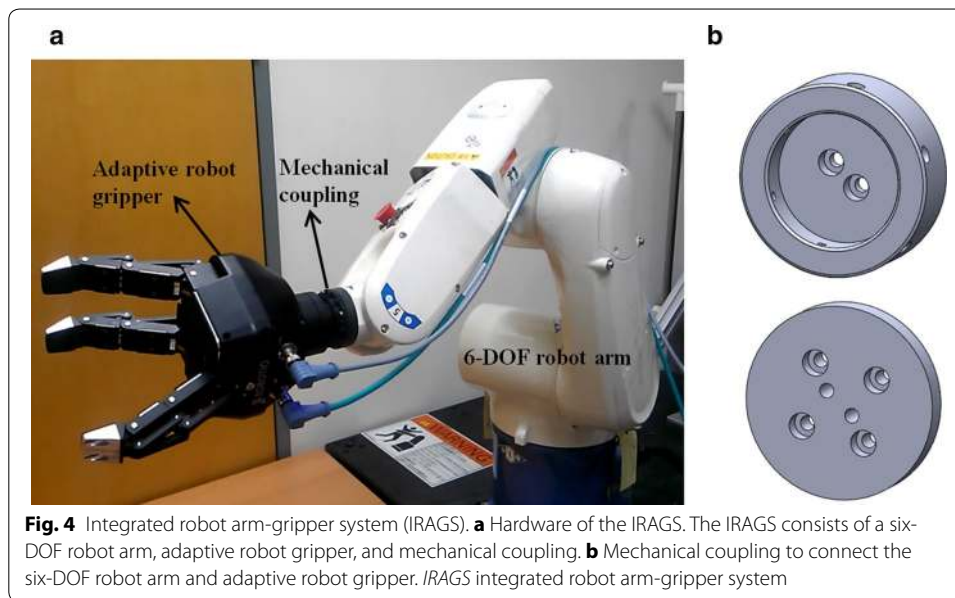 a
b
Adaptive robot
gripper
Mechanical
coupling
5
6-DOF robot arm
WARNING
Fig. 4 Integrated robot arm-gripper system (IRAGS). a Hardware of the IRAGS. The IRAGS consists of a six-
DOF robot arm, adaptive robot gripper, and mechanical coupling. b Mechanical coupling to connect the
six-DOF robot arm and adaptive robot gripper. IRAGS integrated robot arm-gripper system